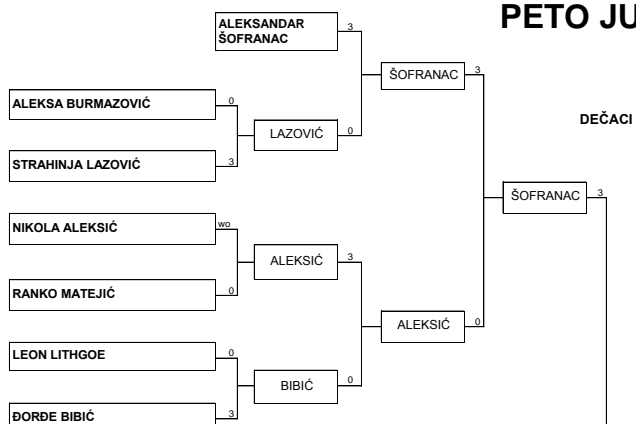 PETO JU
ALEKSANDAR
ŠOFRANAC
3
ŠOFRANAC
3
ALEKSA BURMAZOVIĆ
0
DEČACI
LAZOVIĆ
0
STRAHINJA LAZOVIĆ
3
ŠOFRANAC
3
NIKOLA ALEKSIĆ
wo
ALEKSIĆ
3
RANKO MATEJIĆ
0
ALEKSIĆ
0
LEON LITHGOE
0
BIBIĆ
0
ĐORĐE BIBIĆ
3